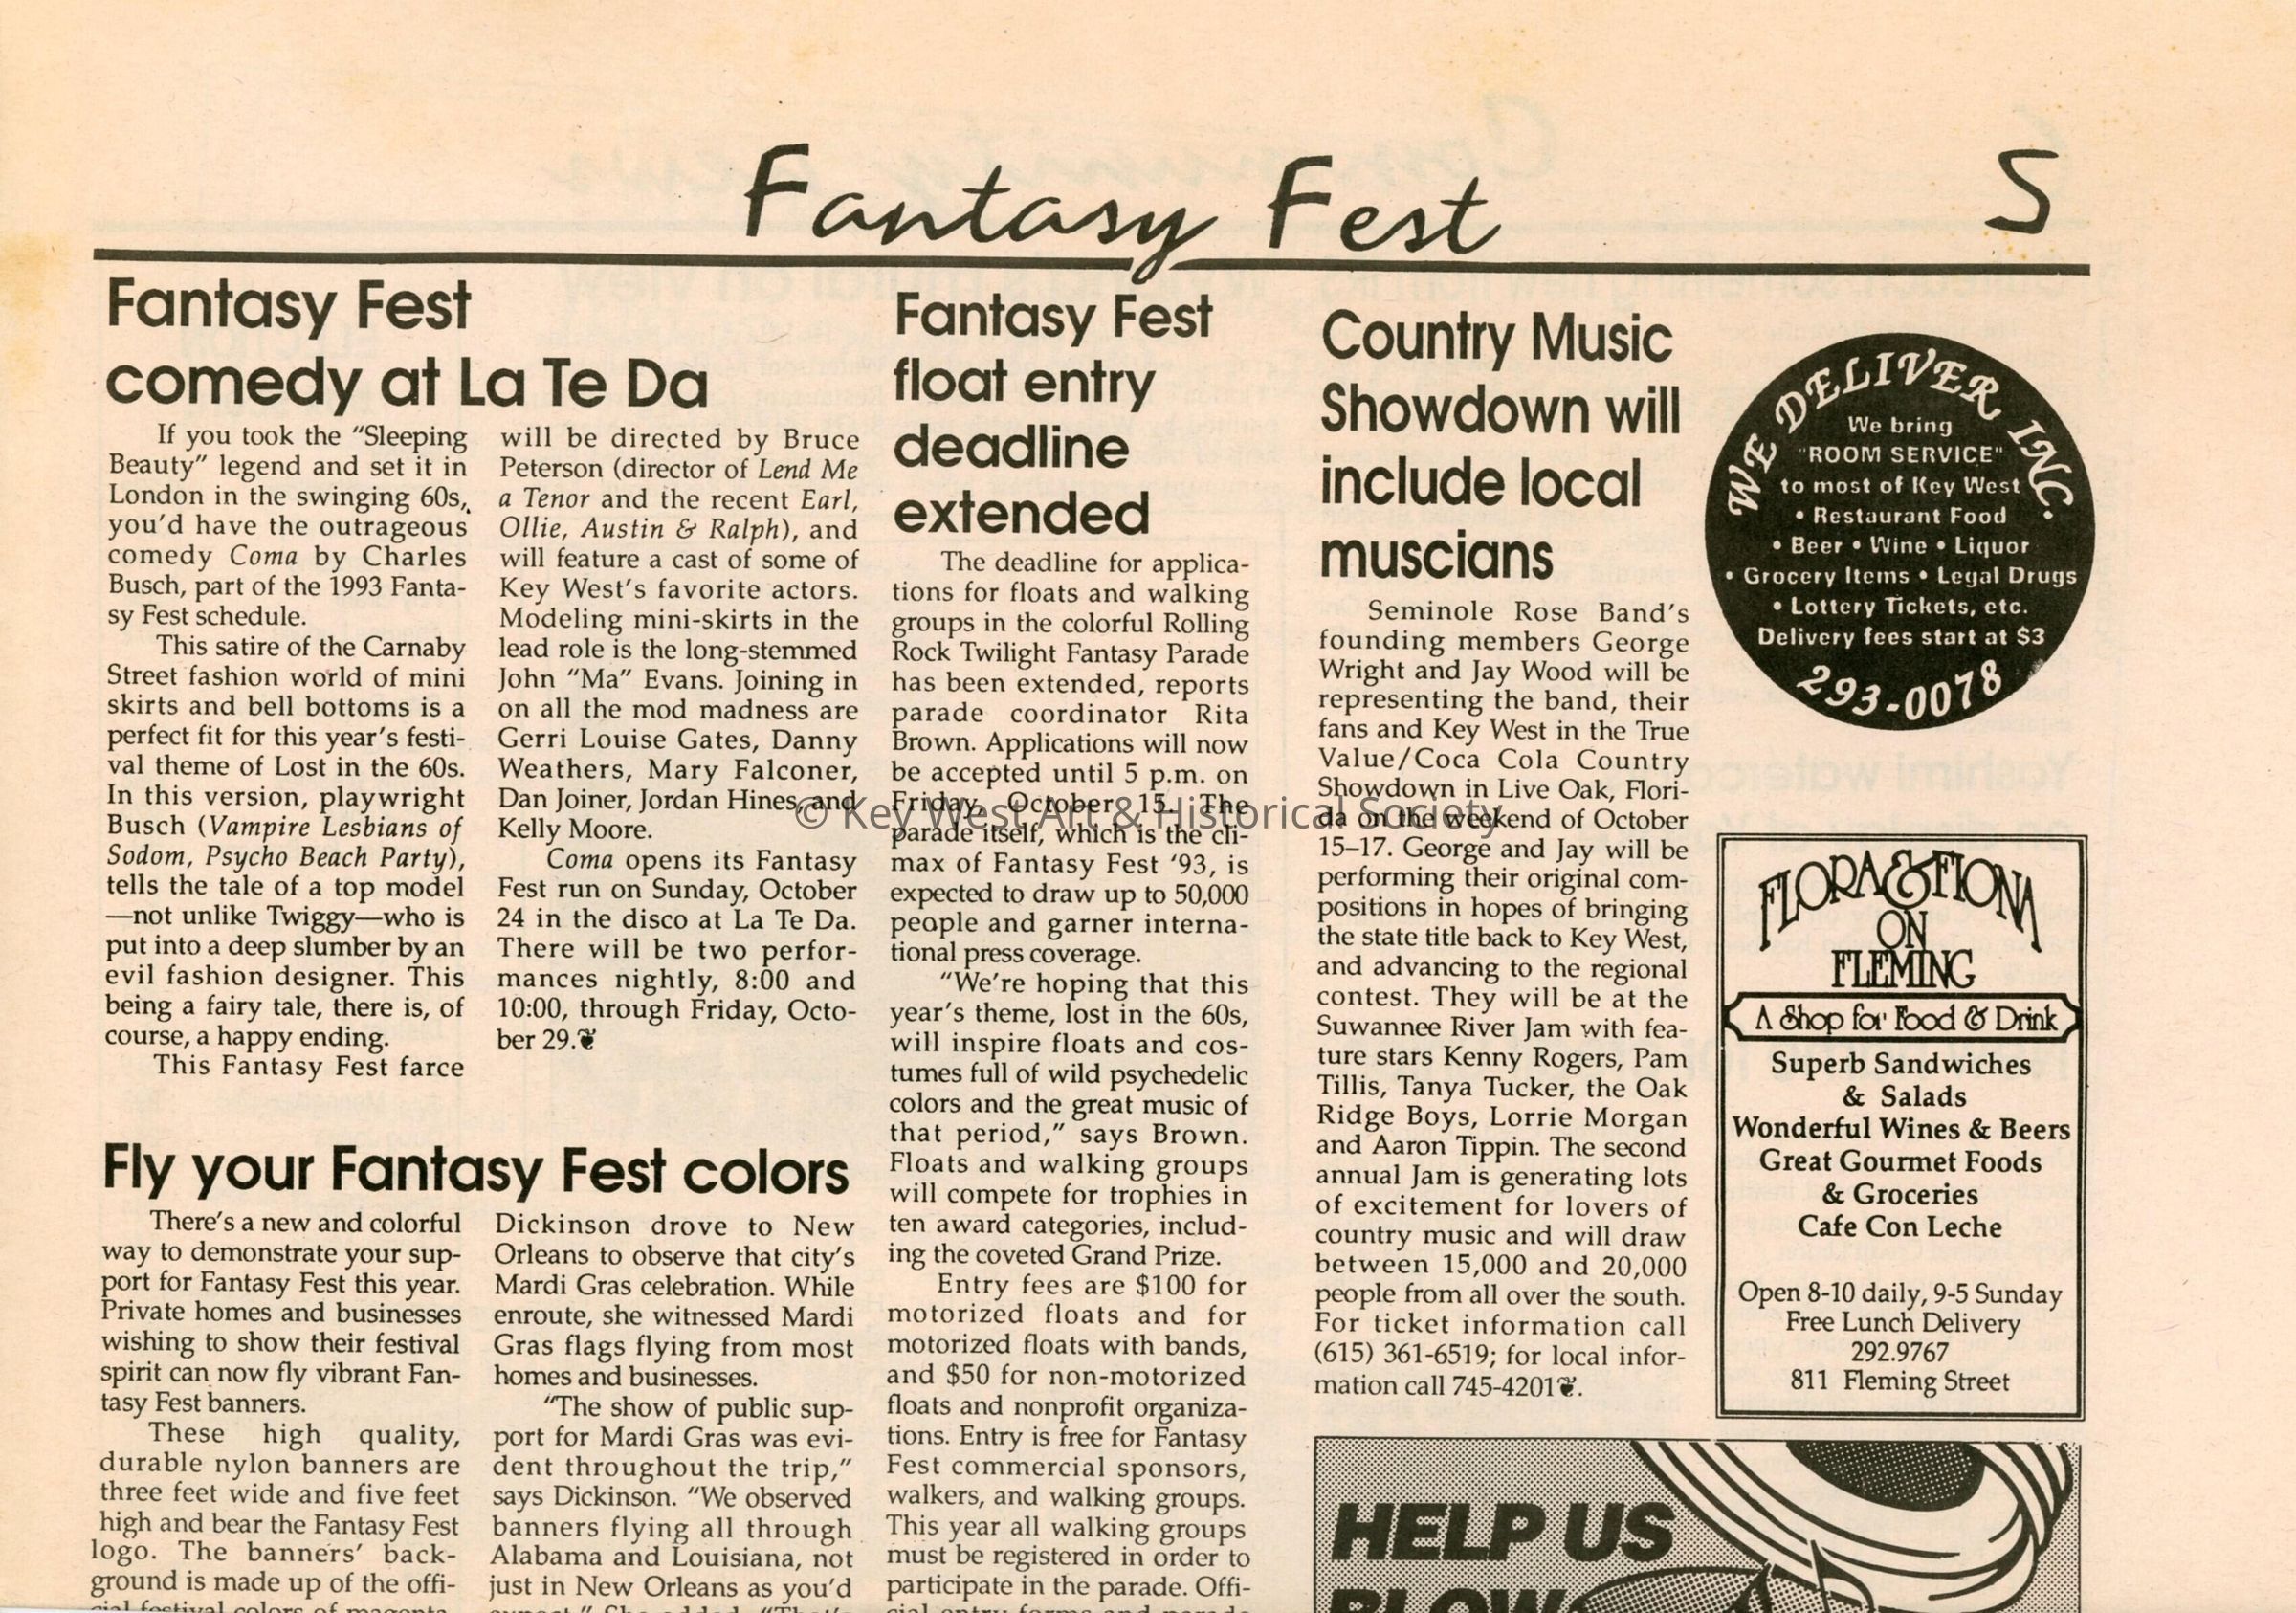 Fantasy Fest
5
Fantasy Fest
comedy at La Te Da
If you took the “Sleeping
Beauty” legend and set it in
London in the swinging 60s,
you’d have the outrageous
comedy Coma by Charles
Busch, part of the 1993 Fanta-
sy Fest schedule.
This satire of the Carnaby
Street fashion world of mini
skirts and bell bottoms is a
perfect fit for this year’s festi-
val theme of Lost in the 60s.
In this version, playwright
Busch (Vampire Lesbians of
Sodom, Psycho Beach Party),
tells the tale of a top model
—not unlike Twiggy—who is
put into a deep slumber by an
evil fashion designer. This
being a fairy tale, there is, of
course, a happy ending.
This Fantasy Fest farce
will be directed by Bruce
Peterson (director of Lend Me
a Tenor and the recent Earl,
Ollie, Austin & Ralph), and
will feature a cast of some of
Key West’s favorite actors.
Modeling mini-skirts in the
lead role is the long-stemmed
John “Ma” Evans. Joining in
on all the mod madness are
Gerri Louise Gates, Danny
Weathers, Mary Falconer,
Dan Joiner, Jordan Hines, and
Kelly Moore.
Coma opens its Fantasy
Fest run on Sunday, October
24 in the disco at La Te Da.
There will be two perfor-
mances nightly, 8:00 and
10:00, through Friday, Octo-
ber 29.❦
Fly your Fantasy Fest colors
There’s a new and colorful
way to demonstrate your sup-
port for Fantasy Fest this year.
Private homes and businesses
wishing to show their festival
spirit can now fly vibrant Fan-
tasy Fest banners.
These high quality,
durable nylon banners are
three feet wide and five feet
high and bear the Fantasy Fest
logo. The banners’ back-
ground is made up of the offi-
cial festival colors of magenta,
Dickinson drove to New
Orleans to observe that city’s
Mardi Gras celebration. While
enroute, she witnessed Mardi
Gras flags flying from most
homes and businesses.
“The show of public sup-
port for Mardi Gras was evi-
dent throughout the trip,”
says Dickinson. “We observed
banners flying all through
Alabama and Louisiana, not
just in New Orleans as you’d
expect.” She added, “That’s
Fantasy Fest
float entry
deadline
extended
The deadline for applica-
tions for floats and walking
groups in the colorful Rolling
Rock Twilight Fantasy Parade
has been extended, reports
parade coordinator Rita
Brown. Applications will now
be accepted until 5 p.m. on
Friday, October 15. The
parade itself, which is the cli-
max of Fantasy Fest ‘93, is
expected to draw up to 50,000
people and garner interna-
tional press coverage.
“We’re hoping that this
year’s theme, lost in the 60s,
will inspire floats and cos-
tumes full of wild psychedelic
colors and the great music of
that period,” says Brown.
Floats and walking groups
will compete for trophies in
ten award categories, includ-
ing the coveted Grand Prize.
Entry fees are $100 for
motorized floats and for
motorized floats with bands,
and $50 for non-motorized
floats and nonprofit organiza-
tions. Entry is free for Fantasy
Fest commercial sponsors,
walkers, and walking groups.
This year all walking groups
must be registered in order to
participate in the parade. Offi-
cial entry forms and parade
Country Music
Showdown will
include local
muscians
Seminole Rose Band’s
founding members George
Wright and Jay Wood will be
representing the band, their
fans and Key West in the True
Value/Coca Cola Country
Showdown in Live Oak, Flori-
da on the weekend of October
15–17. George and Jay will be
performing their original com-
positions in hopes of bringing
the state title back to Key West,
and advancing to the regional
contest. They will be at the
Suwannee River Jam with fea-
ture stars Kenny Rogers, Pam
Tillis, Tanya Tucker, the Oak
Ridge Boys, Lorrie Morgan
and Aaron Tippin. The second
annual Jam is generating lots
of excitement for lovers of
country music and will draw
between 15,000 and 20,000
people from all over the south.
For ticket information call
(615) 361-6519; for local infor-
mation call 745-4201❦.
WE DELIVER INC.
We bring
"ROOM SERVICE"
to most of Key West
• Restaurant Food
• Beer • Wine • Liquor
• Grocery Items • Legal Drugs
• Lottery Tickets, etc.
Delivery fees start at $3
293-0078
FLORA & FIONA
ON
FLEMING
A Shop for Food & Drink
Superb Sandwiches
& Salads
Wonderful Wines & Beers
Great Gourmet Foods
& Groceries
Cafe Con Leche
Open 8-10 daily, 9-5 Sunday
Free Lunch Delivery
292.9767
811 Fleming Street
HELP US
BLOW
© Key West Art & Historical Society